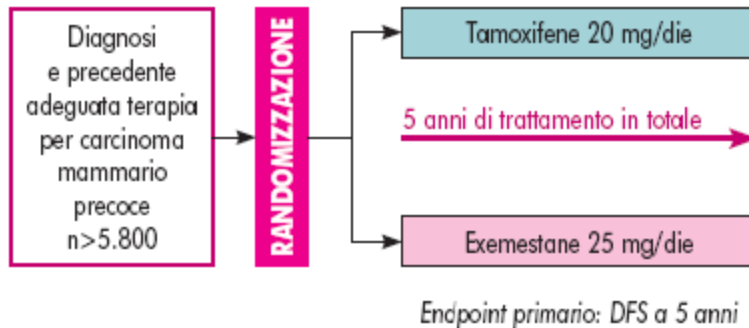 Diagnosi
e precedente
adeguata terapia
per carcinoma
mammario
precoce
n>5.800
RANDOMIZZAZIONE
Tamoxifene 20 mg/die
5 anni di trattamento in totale
Exemestane 25 mg/die
Endpoint primario: DFS a 5 anni